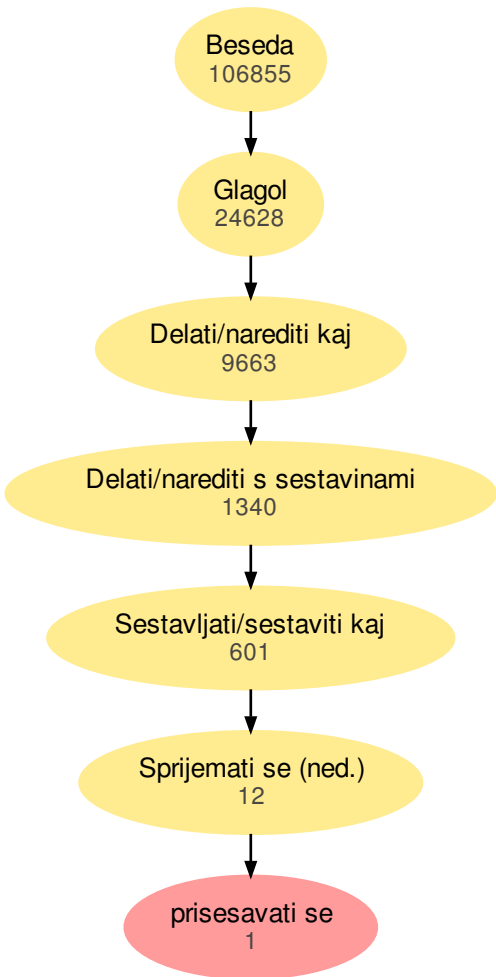 Beseda
106855
Glagol
24628
Delati/narediti kaj
9663
Delati/narediti s sestavinami
1340
Sestavljati/sestaviti kaj
601
Sprijemati se (ned.)
12
prisesavati se
1